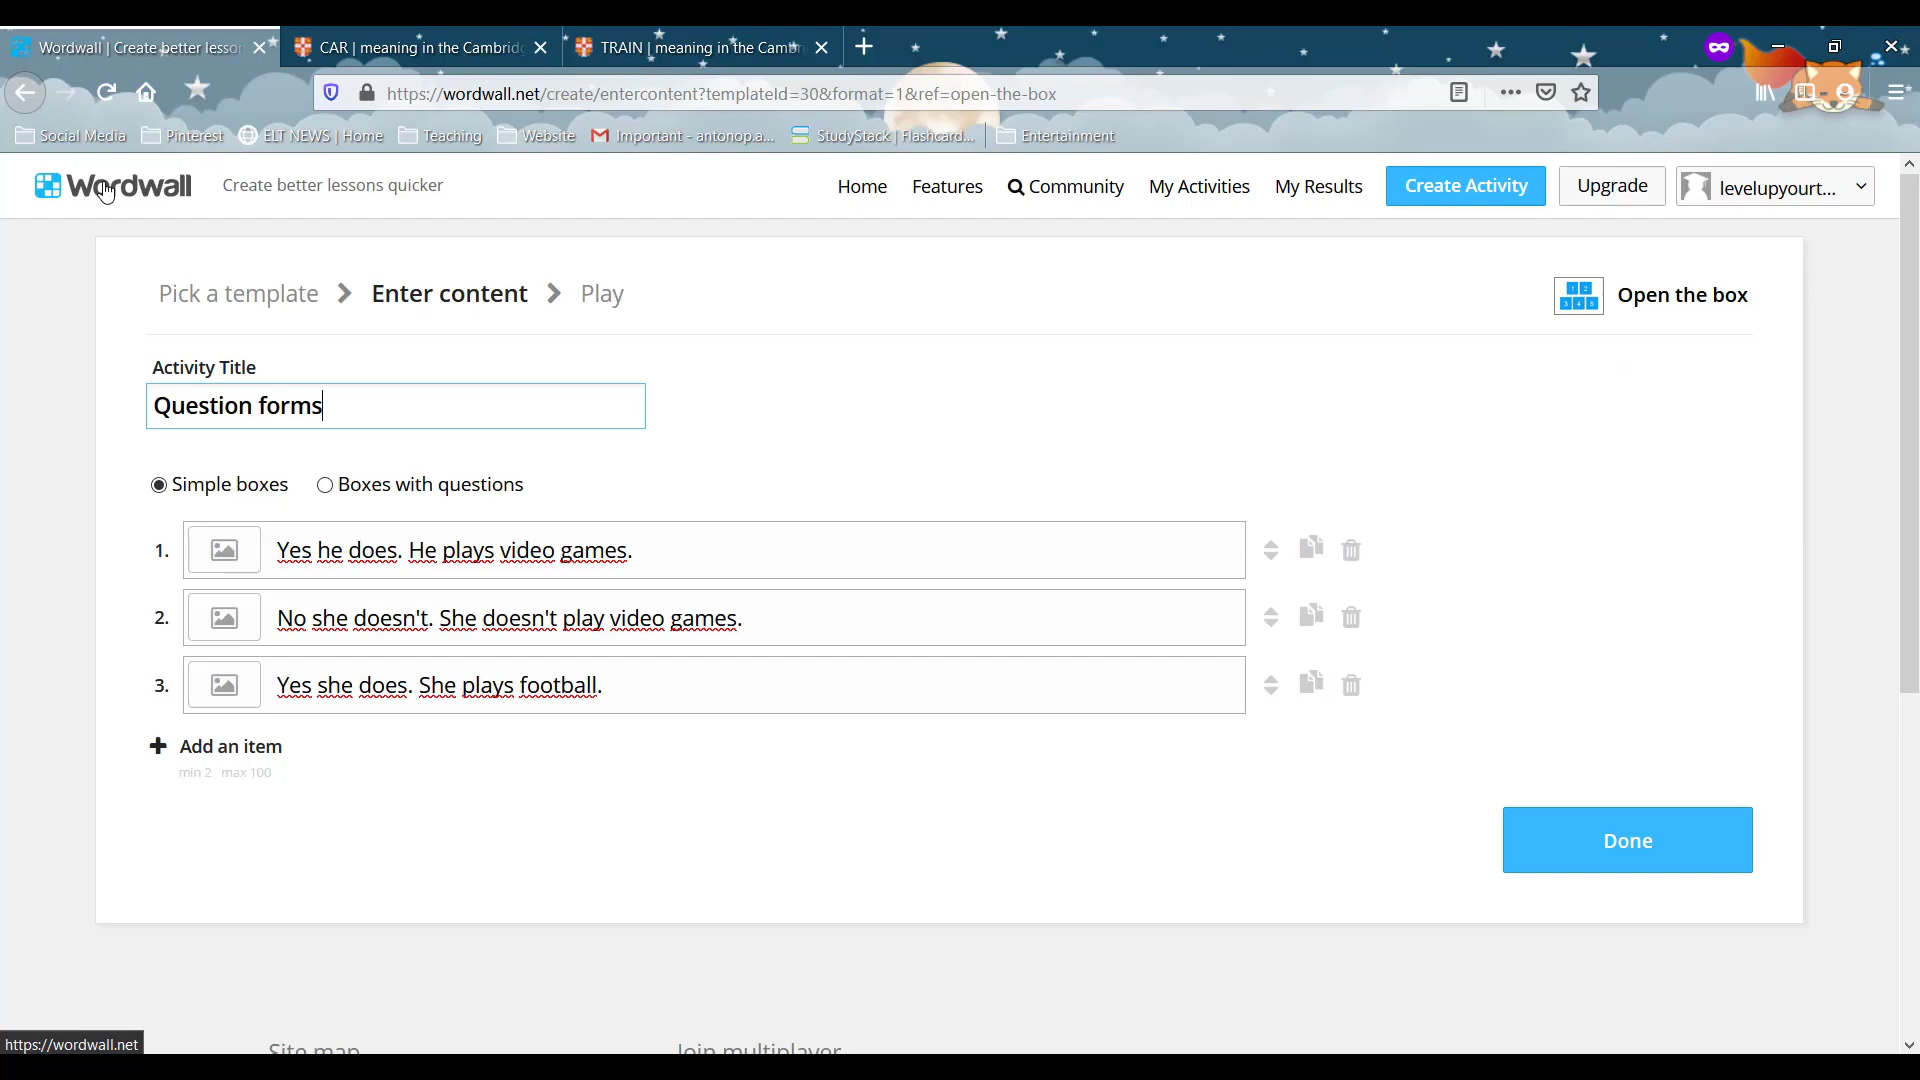 Wordwall | Create better lesso
CAR | meaning in the Cambridg
TRAIN | meaning in the Camb
https://wordwall.net/create/entercontent?templateId=30&format=1&ref=open-the-box
Social Media
Pinterest
ELT NEWS | Home
Teaching
Website
Important - antonop.a...
StudyStack | Flashcard...
Entertainment
Wordwall
Create better lessons quicker
Home
Features
Community
My Activities
My Results
Create Activity
Upgrade
levelupyourt...
Pick a template
Enter content
Play
Open the box
Activity Title
Question forms
Simple boxes
Boxes with questions
1. Yes he does. He plays video games.
2. No she doesn't. She doesn't play video games.
3. Yes she does. She plays football.
Add an item
min 2 max 100
Done
https://wordwall.net
Site map
Join multiplayer